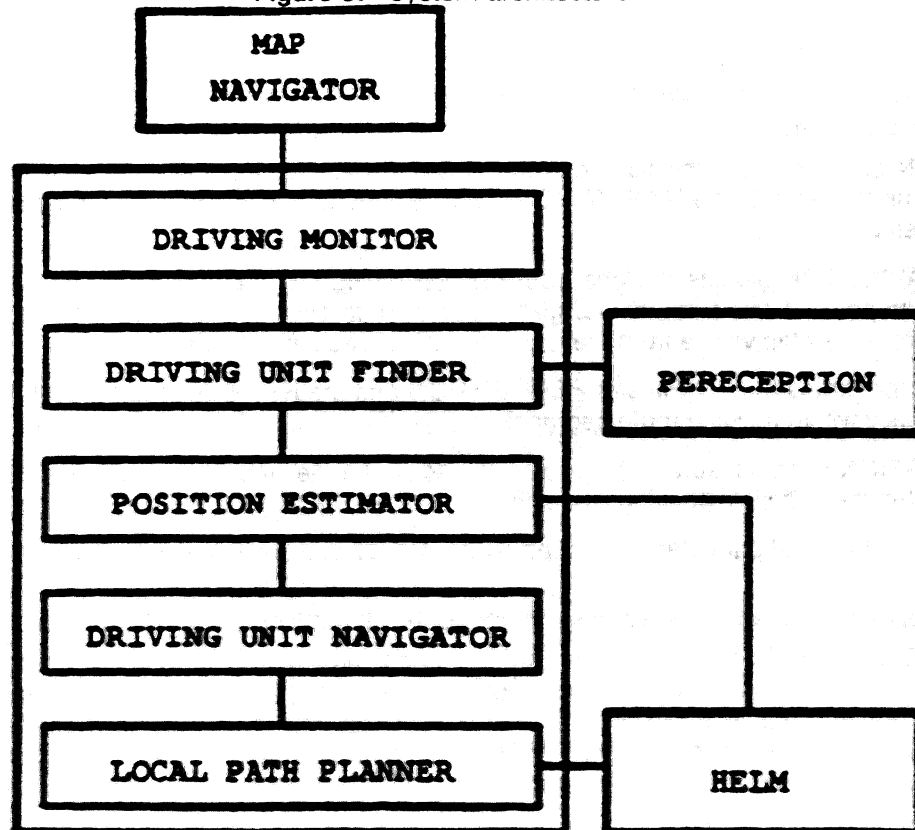 MAP
NAVIGATOR
DRIVING MONITOR
DRIVING UNIT FINDER
PERECEPTION
POSITION ESTIMATOR
DRIVING UNIT NAVIGATOR
LOCAL PATH PLANNER
HELM